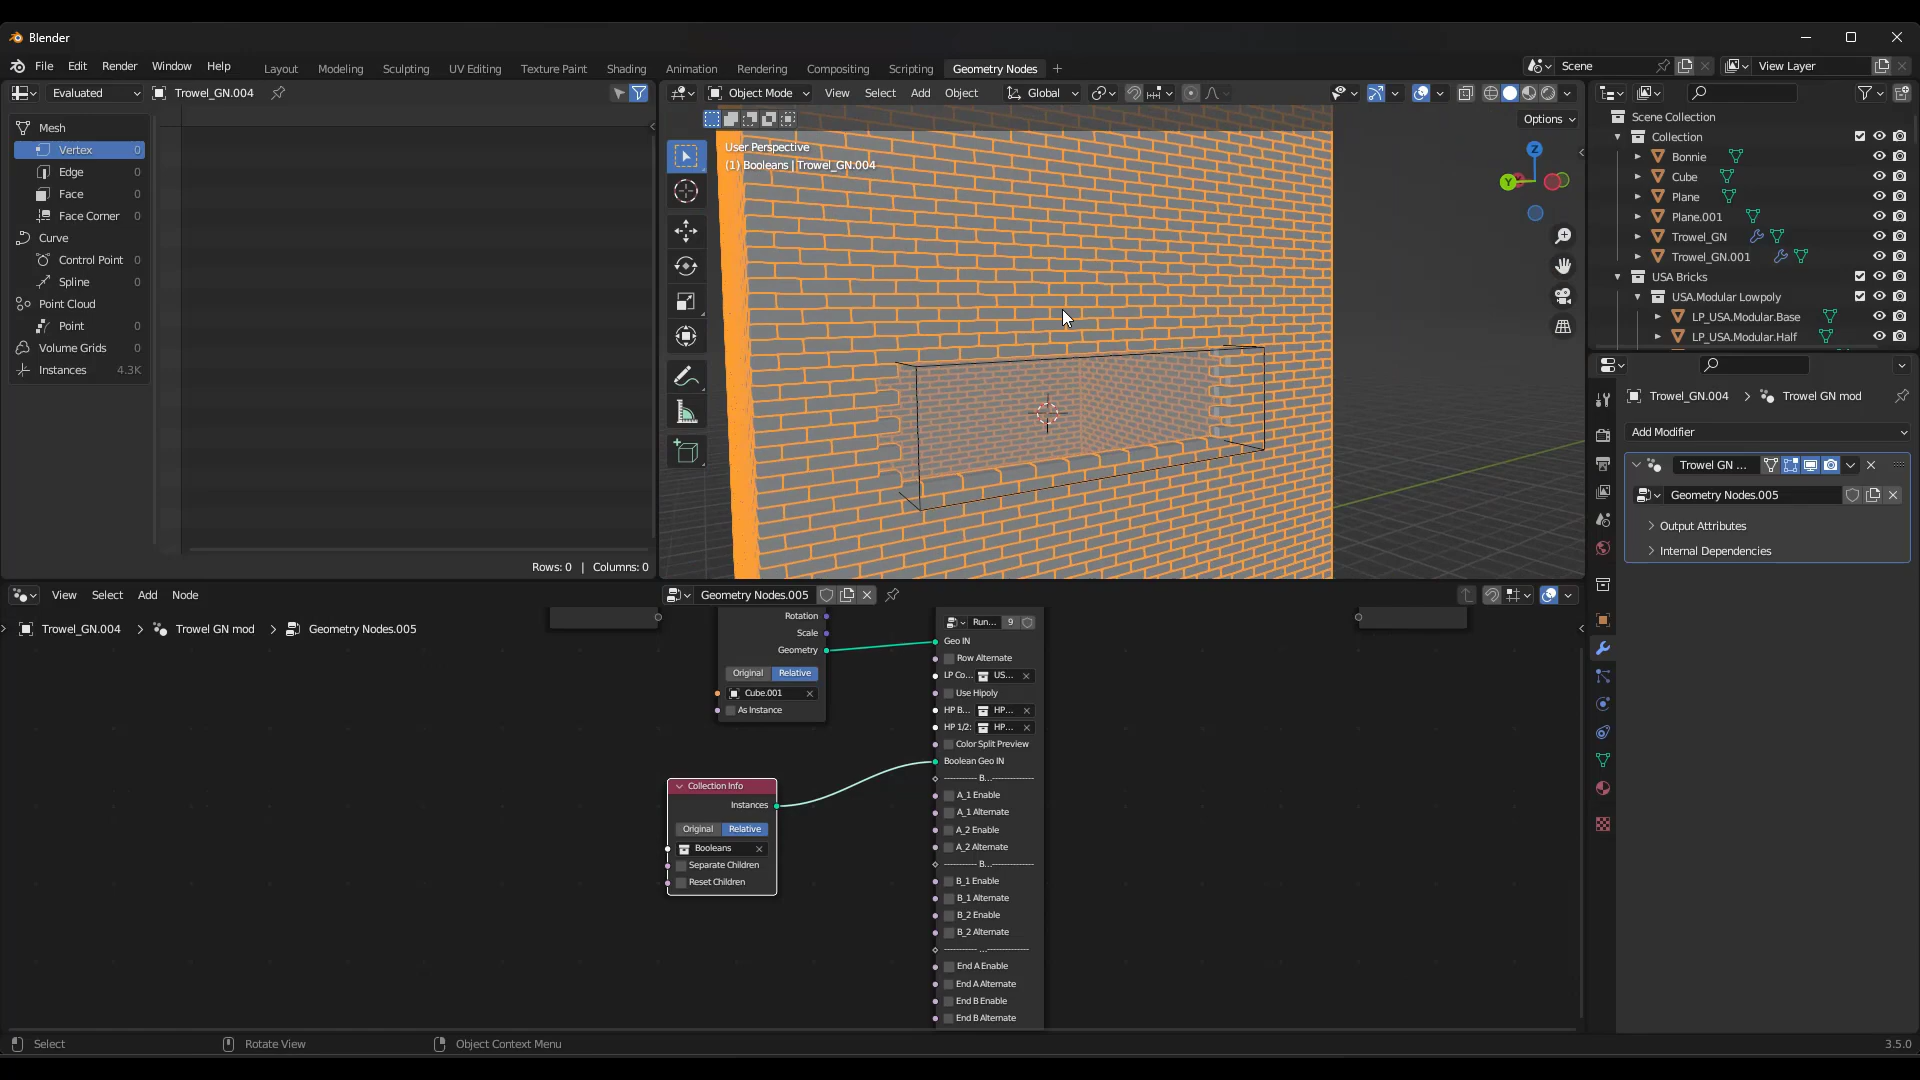 Blender
File Edit Render Window Help
Layout Modeling Sculpting UV Editing Texture Paint Shading Animation Rendering Compositing Scripting Geometry Nodes +
Scene
View Layer
Evaluated
Trowel_GN.004
Object Mode View Select Add Object
Global
Options
Mesh
Vertex 0
Edge 0
Face 0
Face Corner 0
Curve
Control Point 0
Spline 0
Point Cloud
Point 0
Volume Grids
Instances 4.3K
Rows: 0 | Columns: 0
User Perspective
(1) Booleans | Trowel_GN.004
Z
Y
Scene Collection
Collection
Bonnie
Cube
Plane
Plane.001
Trowel_GN
Trowel_GN.001
USA Bricks
USA.Modular Lowpoly
LP_USA.Modular.Base
LP_USA.Modular.Half
Trowel_GN.004 > Trowel GN mod
Add Modifier
Trowel GN ...
Geometry Nodes.005
Output Attributes
Internal Dependencies
View Select Add Node
Geometry Nodes.005
Trowel_GN.004 > Trowel GN mod > Geometry Nodes.005
Rotation
Scale
Geometry
Original Relative
Cube.001
As Instance
Collection Info
Instances
Original Relative
Booleans
Separate Children
Reset Children
Run... 9
Geo IN
Row Alternate
LP Co... US...
Use Hipoly
HP B... HP...
HP 1/2: HP...
Color Split Preview
Boolean Geo IN
----------- B...--------------
A_1 Enable
A_1 Alternate
A_2 Enable
A_2 Alternate
----------- B...--------------
B_1 Enable
B_1 Alternate
B_2 Enable
B_2 Alternate
----------- ...--------------
End A Enable
End A Alternate
End B Enable
End B Alternate
Select
Rotate View
Object Context Menu
3.5.0